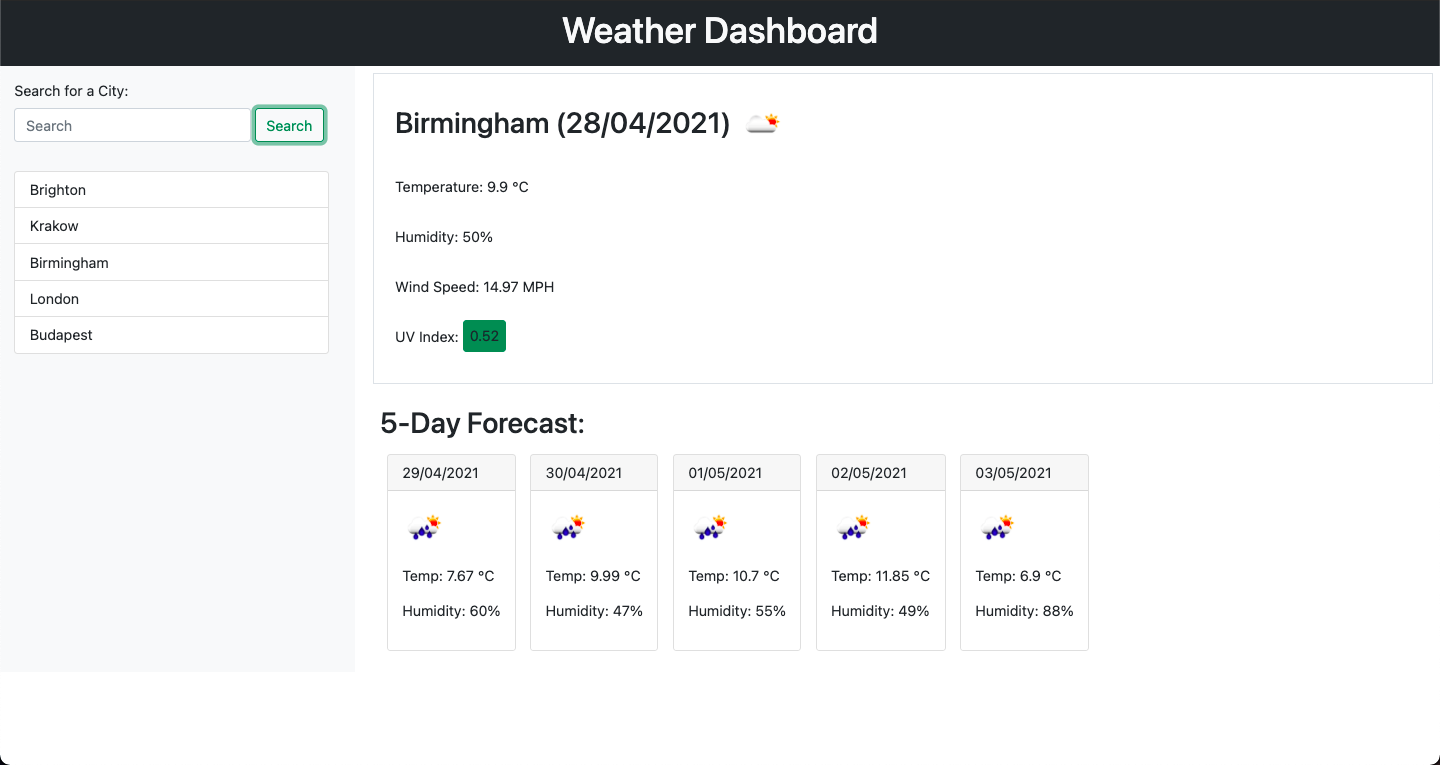 Weather Dashboard
Search for a City:
Search Search
Brighton
Krakow
Birmingham
London
Budapest
Birmingham (28/04/2021)
Temperature: 9.9 °C
Humidity: 50%
Wind Speed: 14.97 MPH
UV Index: 0.52
5-Day Forecast:
29/04/2021
Temp: 7.67 °C
Humidity: 60%
30/04/2021
Temp: 9.99 °C
Humidity: 47%
01/05/2021
Temp: 10.7 °C
Humidity: 55%
02/05/2021
Temp: 11.85 °C
Humidity: 49%
03/05/2021
Temp: 6.9 °C
Humidity: 88%